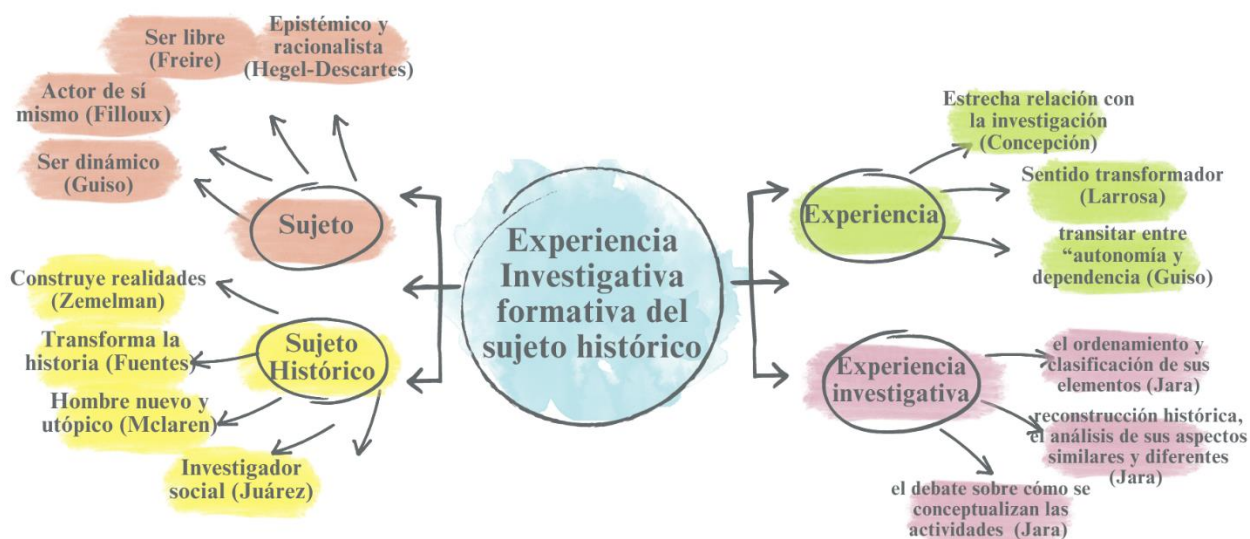 Ser libre
(Freire)
Epistémico y
racionalista
(Hegel-Descartes)
Actor de sí
mismo (Filloux)
Ser dinámico
(Guiso)
Sujeto
Construye realidades
(Zemelman)
Transforma la
historia (Fuentes)
Hombre nuevo y
utópico (Mclaren)
Investigador
social (Juárez)
Sujeto
Histórico
Experiencia
Investigativa
formativa del
sujeto histórico
Estrecha relación con
la investigación
(Concepción)
Experiencia
Sentido transformador
(Larrosa)
transitar entre
“autonomía y
dependencia (Guiso)
Experiencia
investigativa
el ordenamiento y
clasificación de sus
elementos (Jara)
reconstrucción histórica,
el análisis de sus aspectos
similares y diferentes
(Jara)
el debate sobre cómo se
conceptualizan las
actividades (Jara)